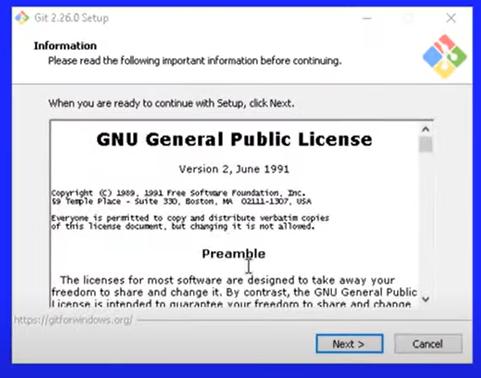 Git 2.26.0 Setup
Information
Please read the following important information before continuing.
When you are ready to continue with Setup, click Next.
GNU General Public License
Version 2, June 1991
Copyright (C) 1989, 1991 Free Software Foundation, Inc.
59 Temple Place - Suite 330, Boston, MA  02111-1307, USA
Everyone is permitted to copy and distribute verbatim copies
of this license document, but changing it is not allowed.
Preamble
The licenses for most software are designed to take away your
freedom to share and change it. By contrast, the GNU General Public
License is intended to guarantee your freedom to share and change
https://gitforwindows.org/
Next >
Cancel